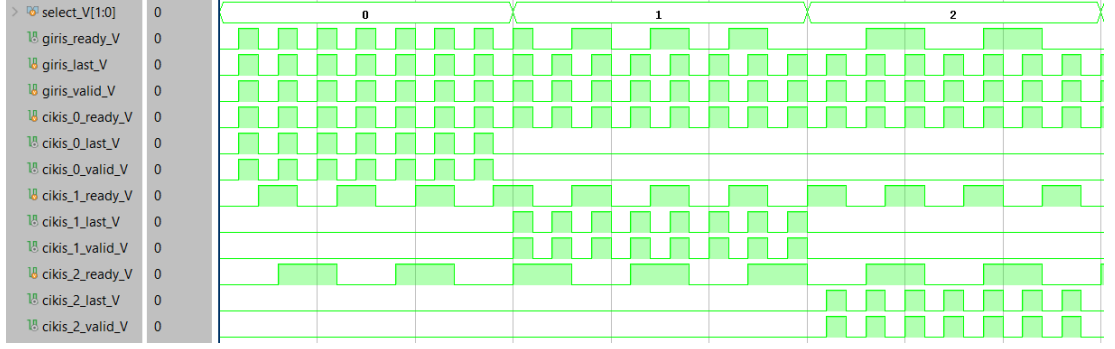 select_V[1:0] 0 0 1 2
giris_ready_V 0
giris_last_V 0
giris_valid_V 0
cikis_0_ready_V 0
cikis_0_last_V 0
cikis_0_valid_V 0
cikis_1_ready_V 0
cikis_1_last_V 0
cikis_1_valid_V 0
cikis_2_ready_V 0
cikis_2_last_V 0
cikis_2_valid_V 0